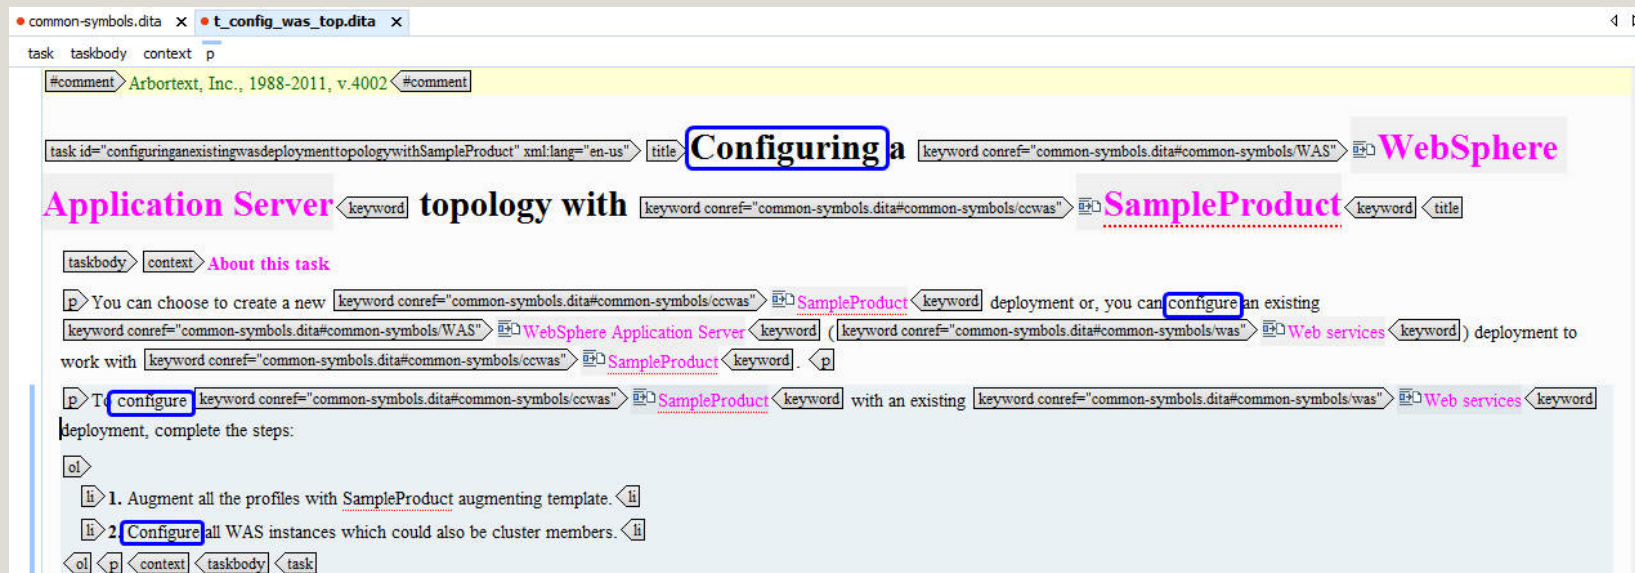 common-symbols.dita × t_config_was_top.dita ×
task taskbody context p
#comment Arbortext, Inc., 1988-2011, v.4002 #comment
task id="configuringanexistingwasdeploymenttopologywithSampleProduct" xml:lang="en-us" title Configuring a keyword conref="common-symbols.dita#common-symbols/WAS" WebSphere
Application Server keyword topology with keyword conref="common-symbols.dita#common-symbols/ccwas" SampleProduct keyword title
taskbody context About this task
p You can choose to create a new keyword conref="common-symbols.dita#common-symbols/ccwas" SampleProduct keyword deployment or, you can configure an existing
keyword conref="common-symbols.dita#common-symbols/WAS" WebSphere Application Server keyword ( keyword conref="common-symbols.dita#common-symbols/was" Web services keyword ) deployment to
work with keyword conref="common-symbols.dita#common-symbols/ccwas" SampleProduct keyword . p
p To configure keyword conref="common-symbols.dita#common-symbols/ccwas" SampleProduct keyword with an existing keyword conref="common-symbols.dita#common-symbols/was" Web services keyword
deployment, complete the steps:
ol
li 1. Augment all the profiles with SampleProduct augmenting template. li
li 2. Configure all WAS instances which could also be cluster members. li
ol p context taskbody task